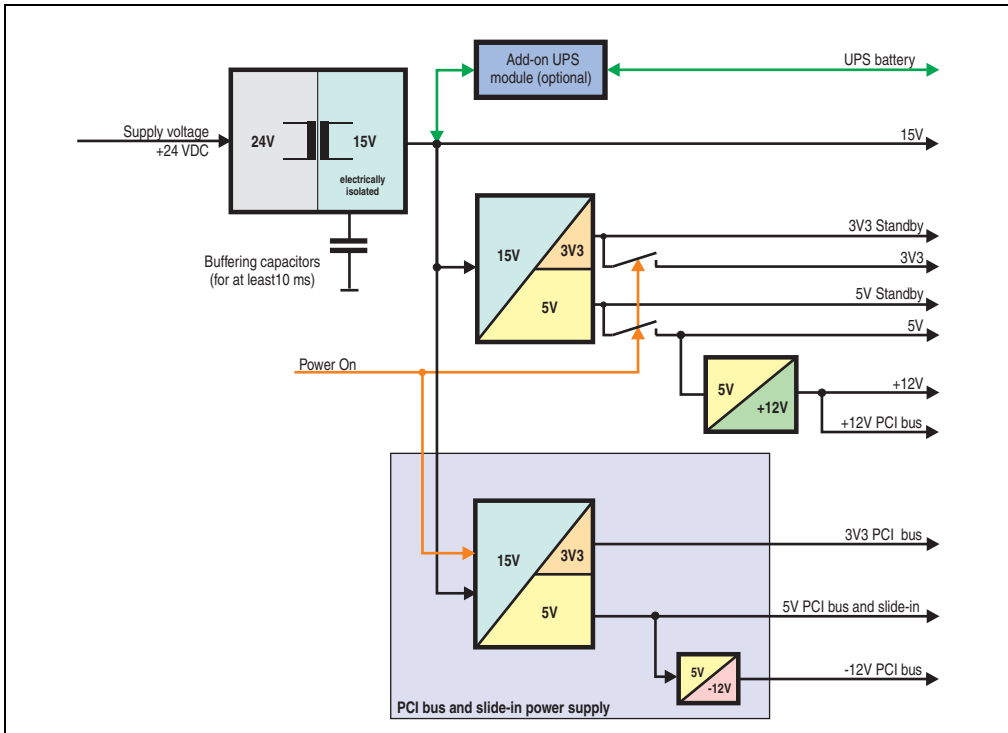 Add-on UPS
module (optional)
UPS battery
Supply voltage
+24 VDC
24V
15V
electrically
isolated
15V
Buffering capacitors
(for at least10 ms)
15V
3V3
5V
3V3 Standby
3V3
5V Standby
5V
Power On
5V
+12V
+12V
+12V PCI bus
15V
3V3
5V
3V3 PCI bus
5V PCI bus and slide-in
5V
-12V
-12V PCI bus
PCI bus and slide-in power supply